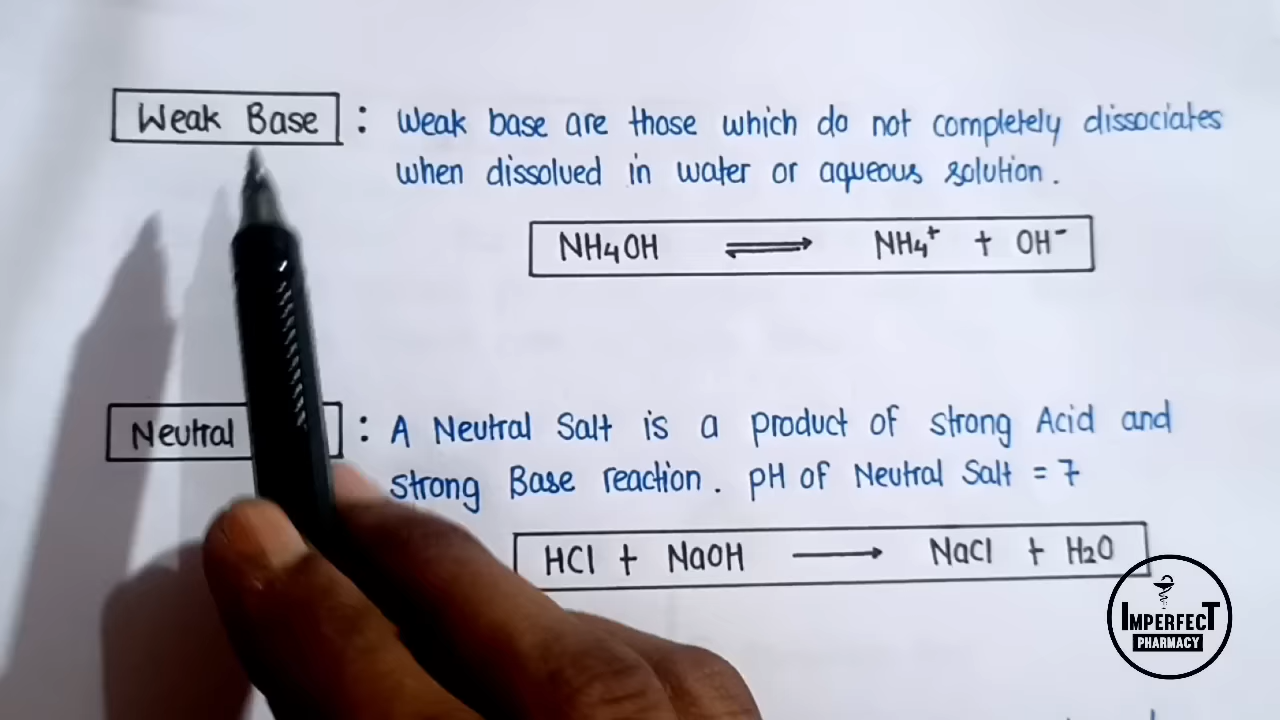 Weak Base : Weak base are those which do not completely dissociates
when dissolved in water or aqueous solution.
NH₄OH ⇌ NH₄⁺ + OH⁻
Neutral : A Neutral Salt is a product of strong Acid and
strong Base reaction. pH of Neutral Salt = 7
HCl + NaOH ⟶ NaCl + H₂O
IMPERFECT
PHARMACY